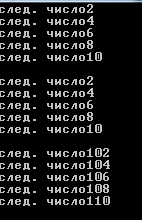 след. число2
след. число4
след. число6
след. число8
след. число10
след. число2
след. число4
след. число6
след. число8
след. число10
след. число102
след. число104
след. число106
след. число108
след. число110